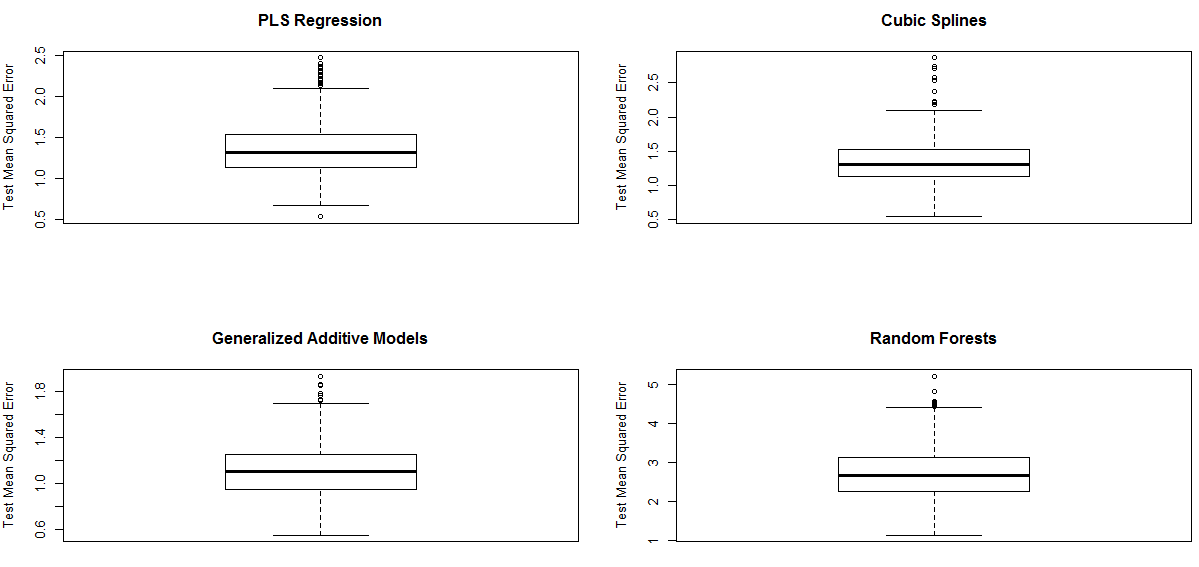 PLS Regression
Test Mean Squared Error
2.5
2.0
1.5
1.0
0.5
Cubic Splines
Test Mean Squared Error
2.5
2.0
1.5
1.0
0.5
Generalized Additive Models
Test Mean Squared Error
1.8
1.4
1.0
0.6
Random Forests
Test Mean Squared Error
5
4
3
2
1